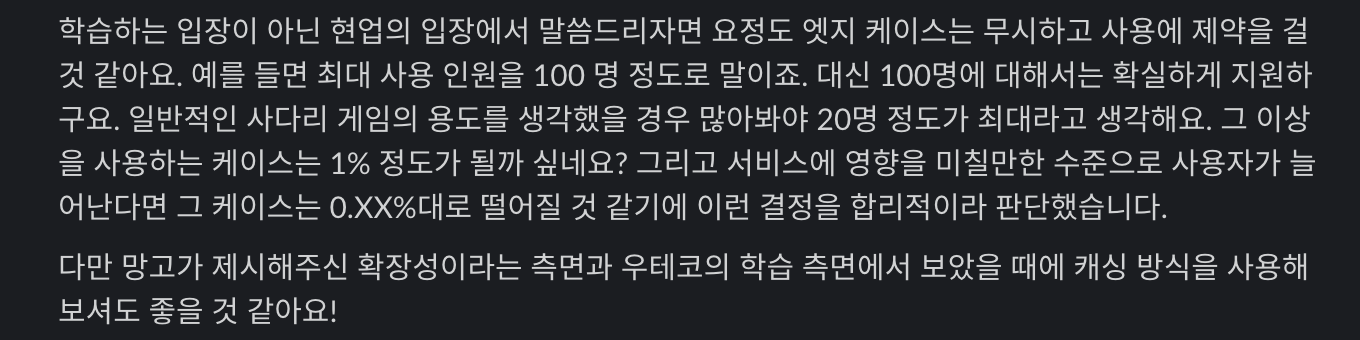 학습하는 입장이 아닌 현업의 입장에서 말씀드리자면 요정도 엣지 케이스는 무시하고 사용에 제약을 걸
것 같아요. 예를 들면 최대 사용 인원을 100 명 정도로 말이죠. 대신 100명에 대해서는 확실하게 지원하
구요. 일반적인 사다리 게임의 용도를 생각했을 경우 많아봐야 20명 정도가 최대라고 생각해요. 그 이상
을 사용하는 케이스는 1% 정도가 될까 싶네요? 그리고 서비스에 영향을 미칠만한 수준으로 사용자가 늘
어난다면 그 케이스는 0.XX%대로 떨어질 것 같기에 이런 결정을 합리적이라 판단했습니다.
다만 망고가 제시해주신 확장성이라는 측면과 우테코의 학습 측면에서 보았을 때에 캐싱 방식을 사용해
보셔도 좋을 것 같아요!